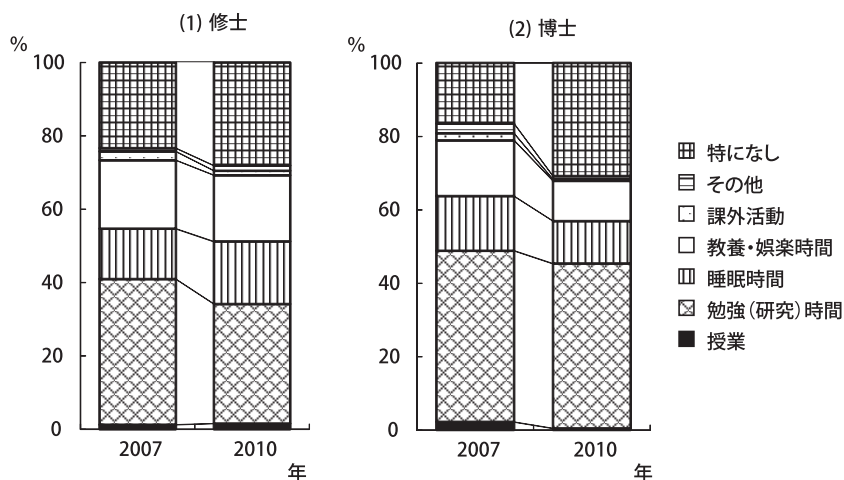 (1) 修士
%
100
80
60
40
20
0
2007
2010
年
(2) 博士
%
100
80
60
40
20
0
2007
2010
年
特になし
その他
課外活動
教養・娯楽時間
睡眠時間
勉強（研究）時間
授業